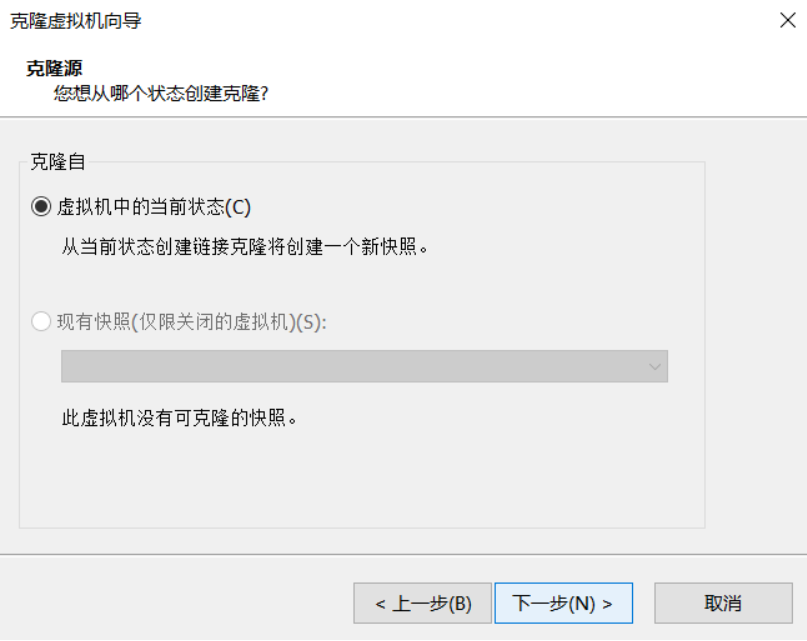 克隆虚拟机向导
克隆源
您想从哪个状态创建克隆?
克隆自
虚拟机中的当前状态(C)
从当前状态创建链接克隆将创建一个新快照。
现有快照(仅限关闭的虚拟机)(S):
此虚拟机没有可克隆的快照。
< 上一步(B) 下一步(N) > 取消